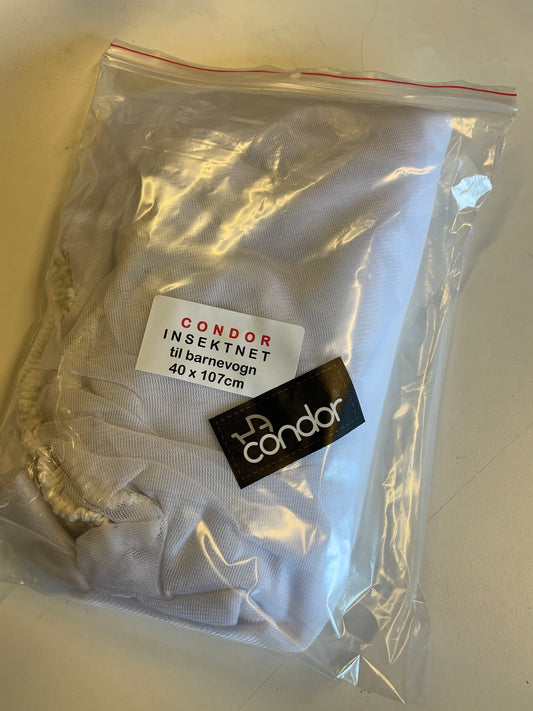 CONDOR
INSEKTNET
til barnevogn
40 x 107cm
condor